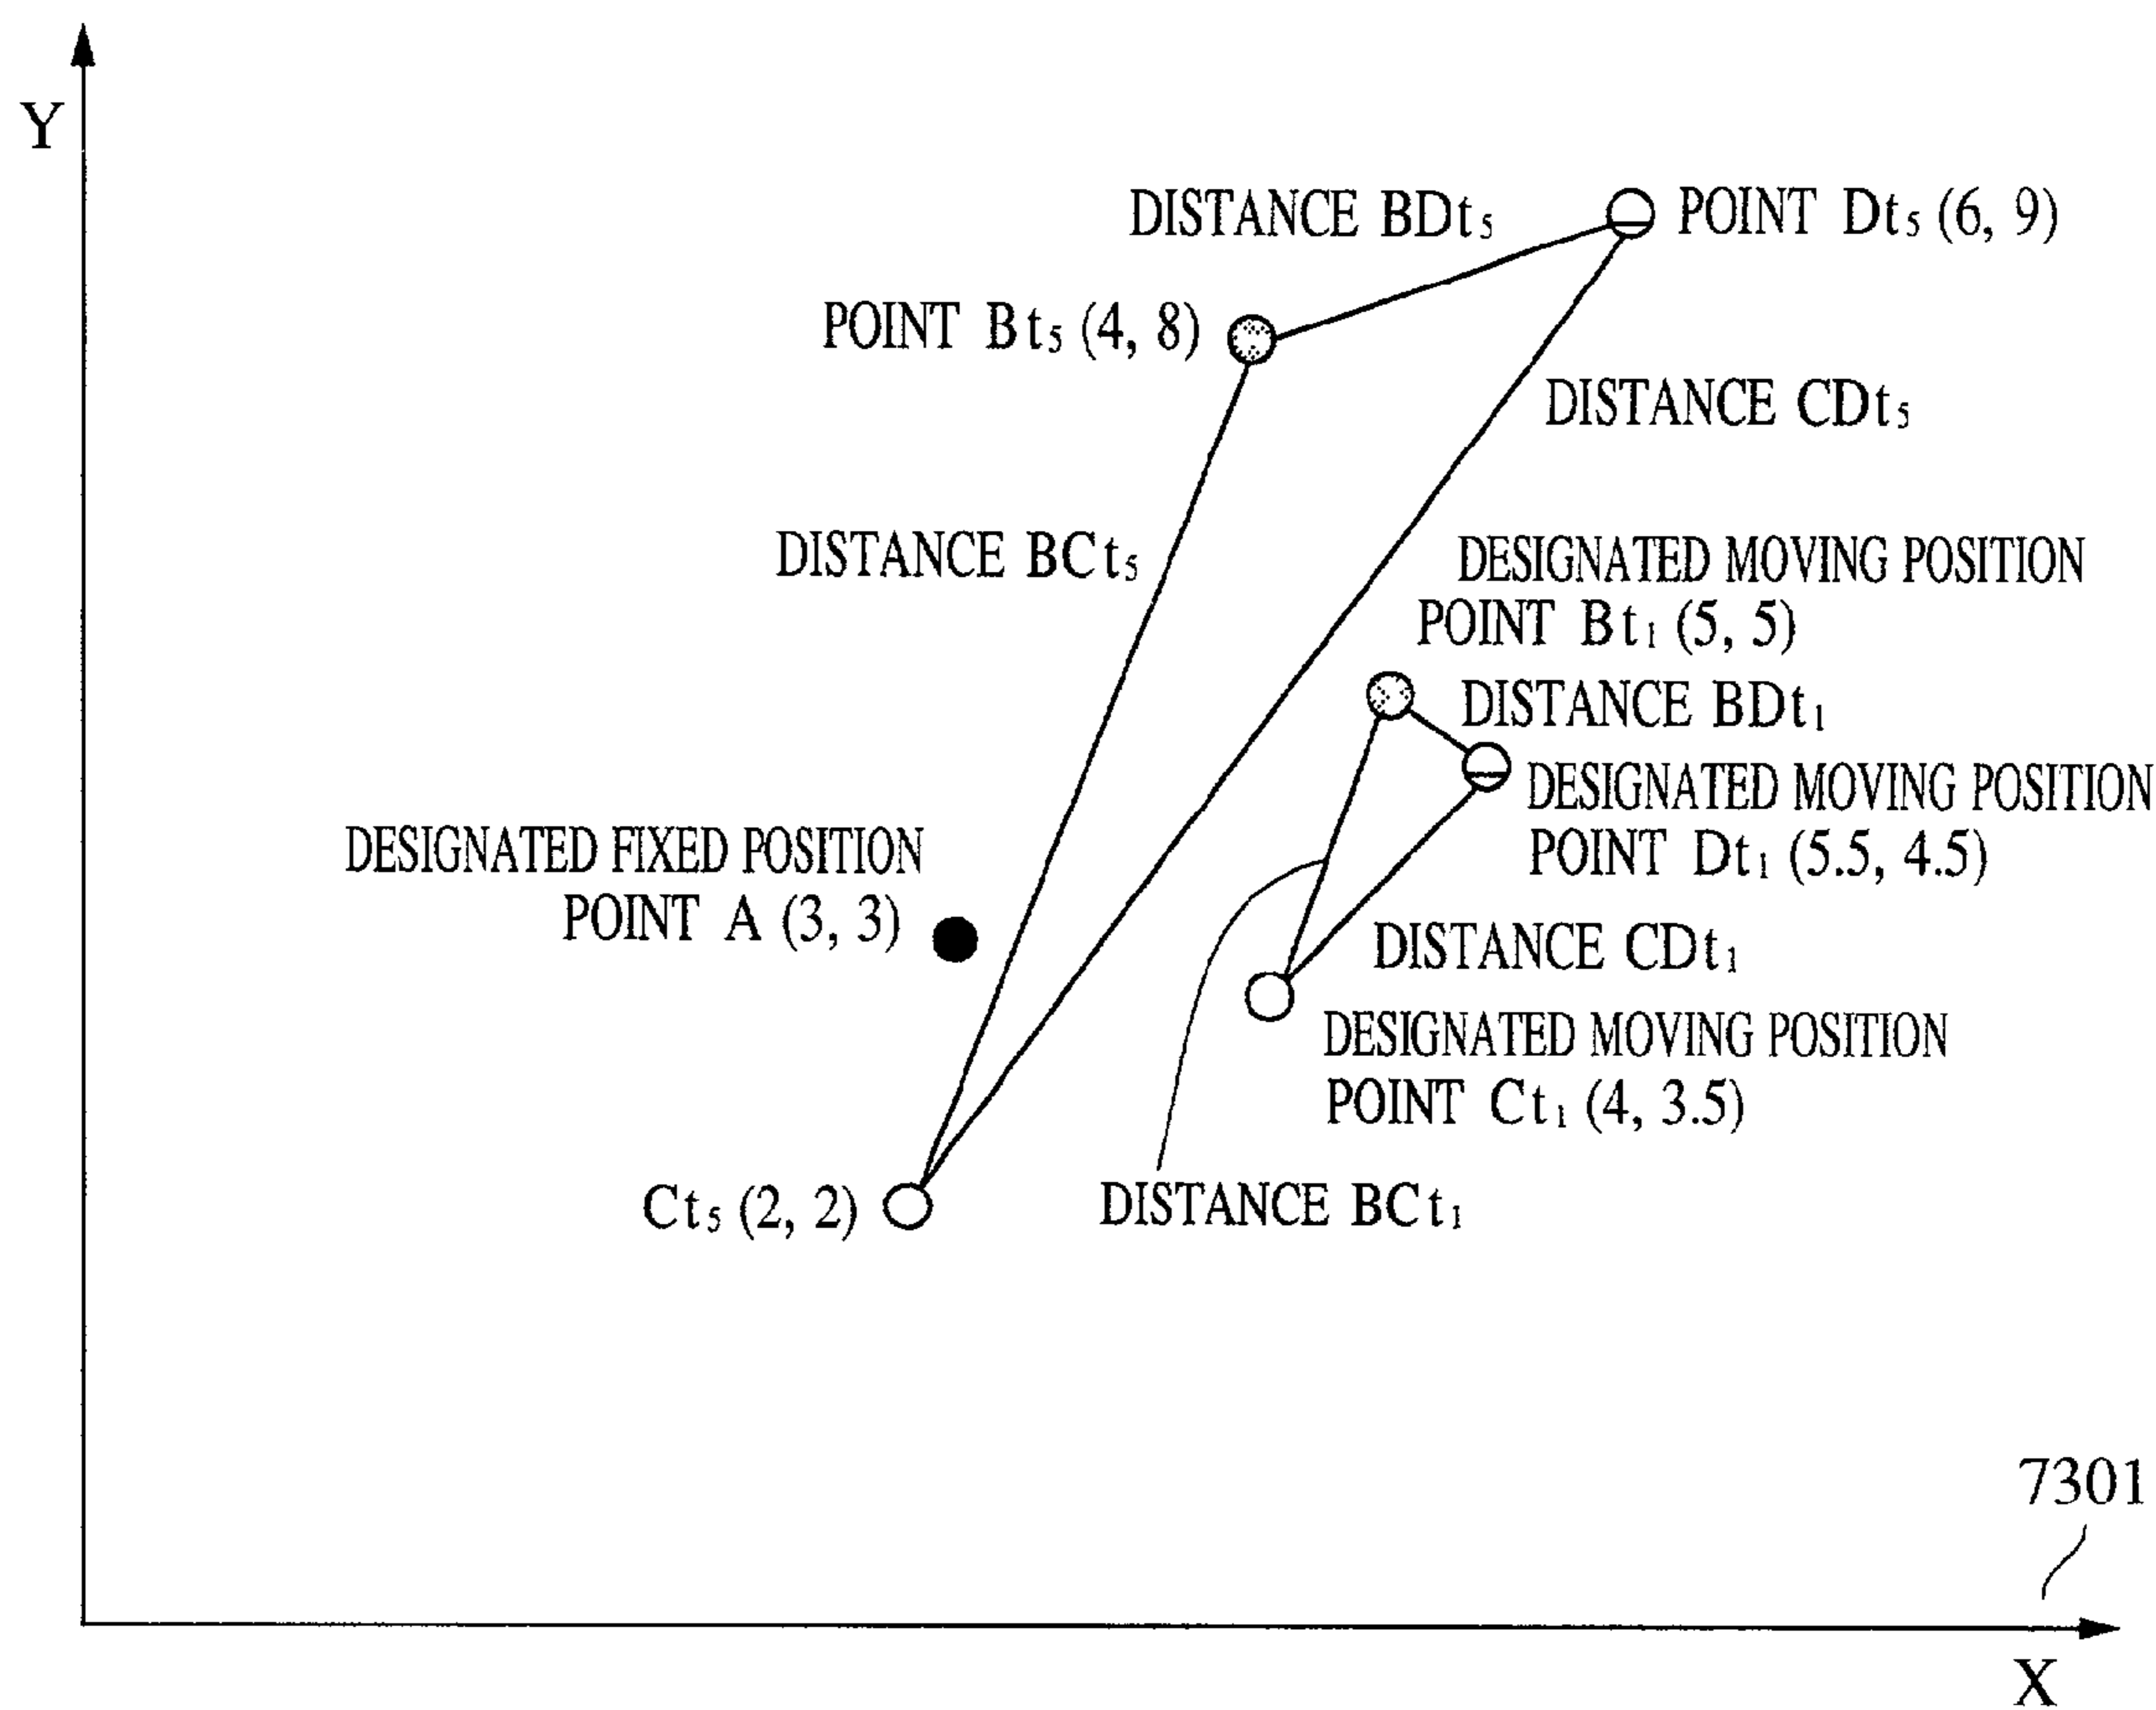 Y
DISTANCE BDt₅
POINT Dt₅ (6, 9)
POINT Bt₅ (4, 8)
DISTANCE CDt₅
DISTANCE BCt₅
DESIGNATED MOVING POSITION
POINT Bt₁ (5, 5)
DISTANCE BDt₁
DESIGNATED MOVING POSITION
POINT Dt₁ (5.5, 4.5)
DESIGNATED FIXED POSITION
POINT A (3, 3)
DISTANCE CDt₁
DESIGNATED MOVING POSITION
POINT Ct₁ (4, 3.5)
Ct₅ (2, 2)
DISTANCE BCt₁
7301
X